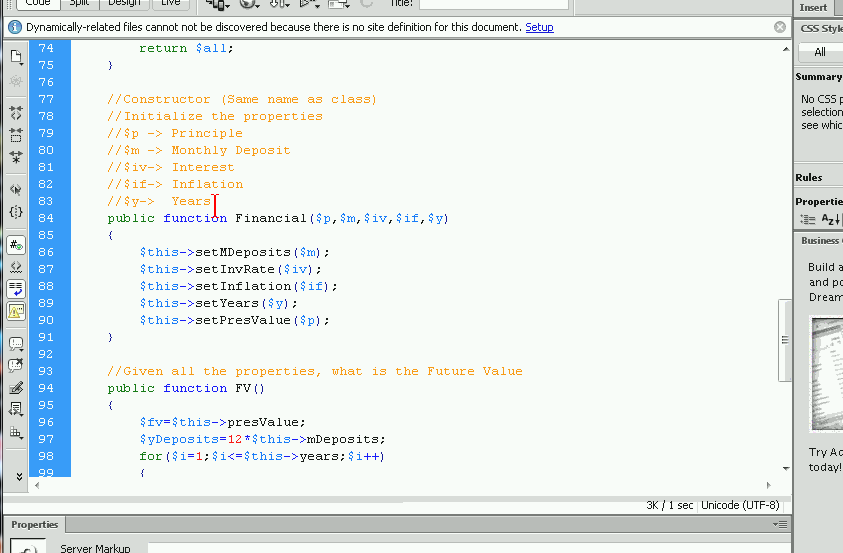 Code Split Design Live Title:
Dynamically-related files cannot not be discovered because there is no site definition for this document. Setup
74 return $all;
75 }
76
77 //Constructor (Same name as class)
78 //Initialize the properties
79 //$p -> Principle
80 //$m -> Monthly Deposit
81 //$iv-> Interest
82 //$if-> Inflation
83 //$y-> Years
84 public function Financial($p,$m,$iv,$if,$y)
85 {
86 $this->setMDeposits($m);
87 $this->setInvRate($iv);
88 $this->setInflation($if);
89 $this->setYears($y);
90 $this->setPresValue($p);
91 }
92
93 //Given all the properties, what is the Future Value
94 public function FV()
95 {
96 $fv=$this->presValue;
97 $yDeposits=12*$this->mDeposits;
98 for($i=1;$i<=$this->years;$i++)
99 {
3K / 1 sec Unicode (UTF-8)
Properties
Server Markup
Insert
CSS Style
All
Summary
No CSS p
selection
see whic
Rules
Propertie
Business
Build a
and po
Dream
Try Ac
today!